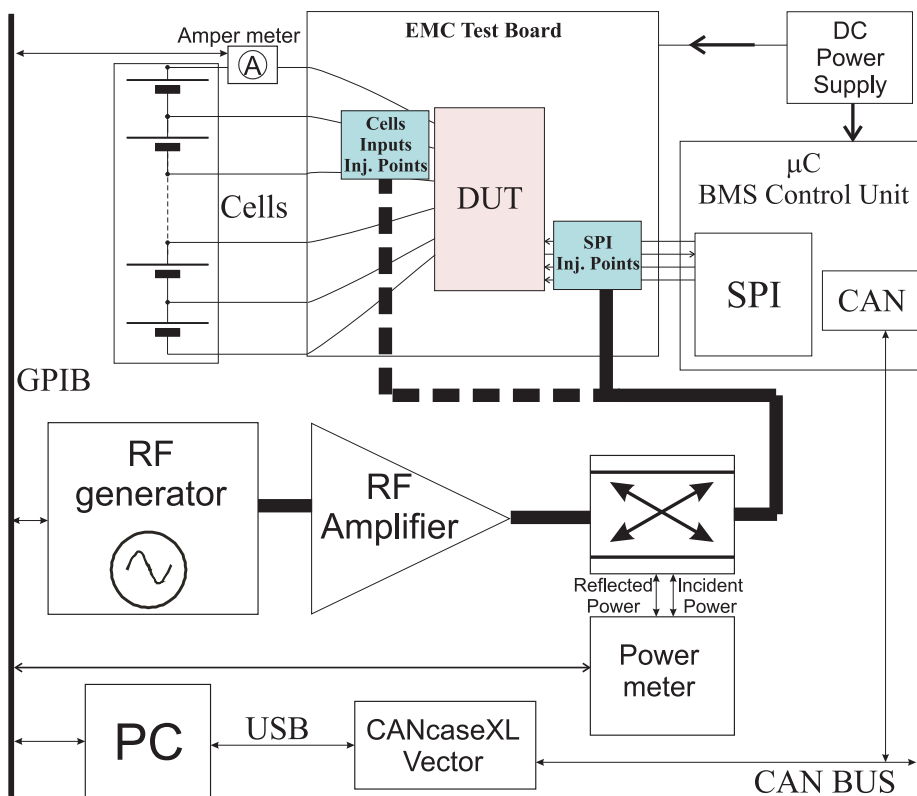 Amper meter
A
EMC Test Board
DC
Power
Supply
Cells
Inputs
Inj. Points
DUT
μC
BMS Control Unit
Cells
SPI
Inj. Points
SPI
CAN
GPIB
RF
generator
RF
Amplifier
Reflected
Power
Incident
Power
Power
meter
PC
USB
CANcaseXL
Vector
CAN BUS